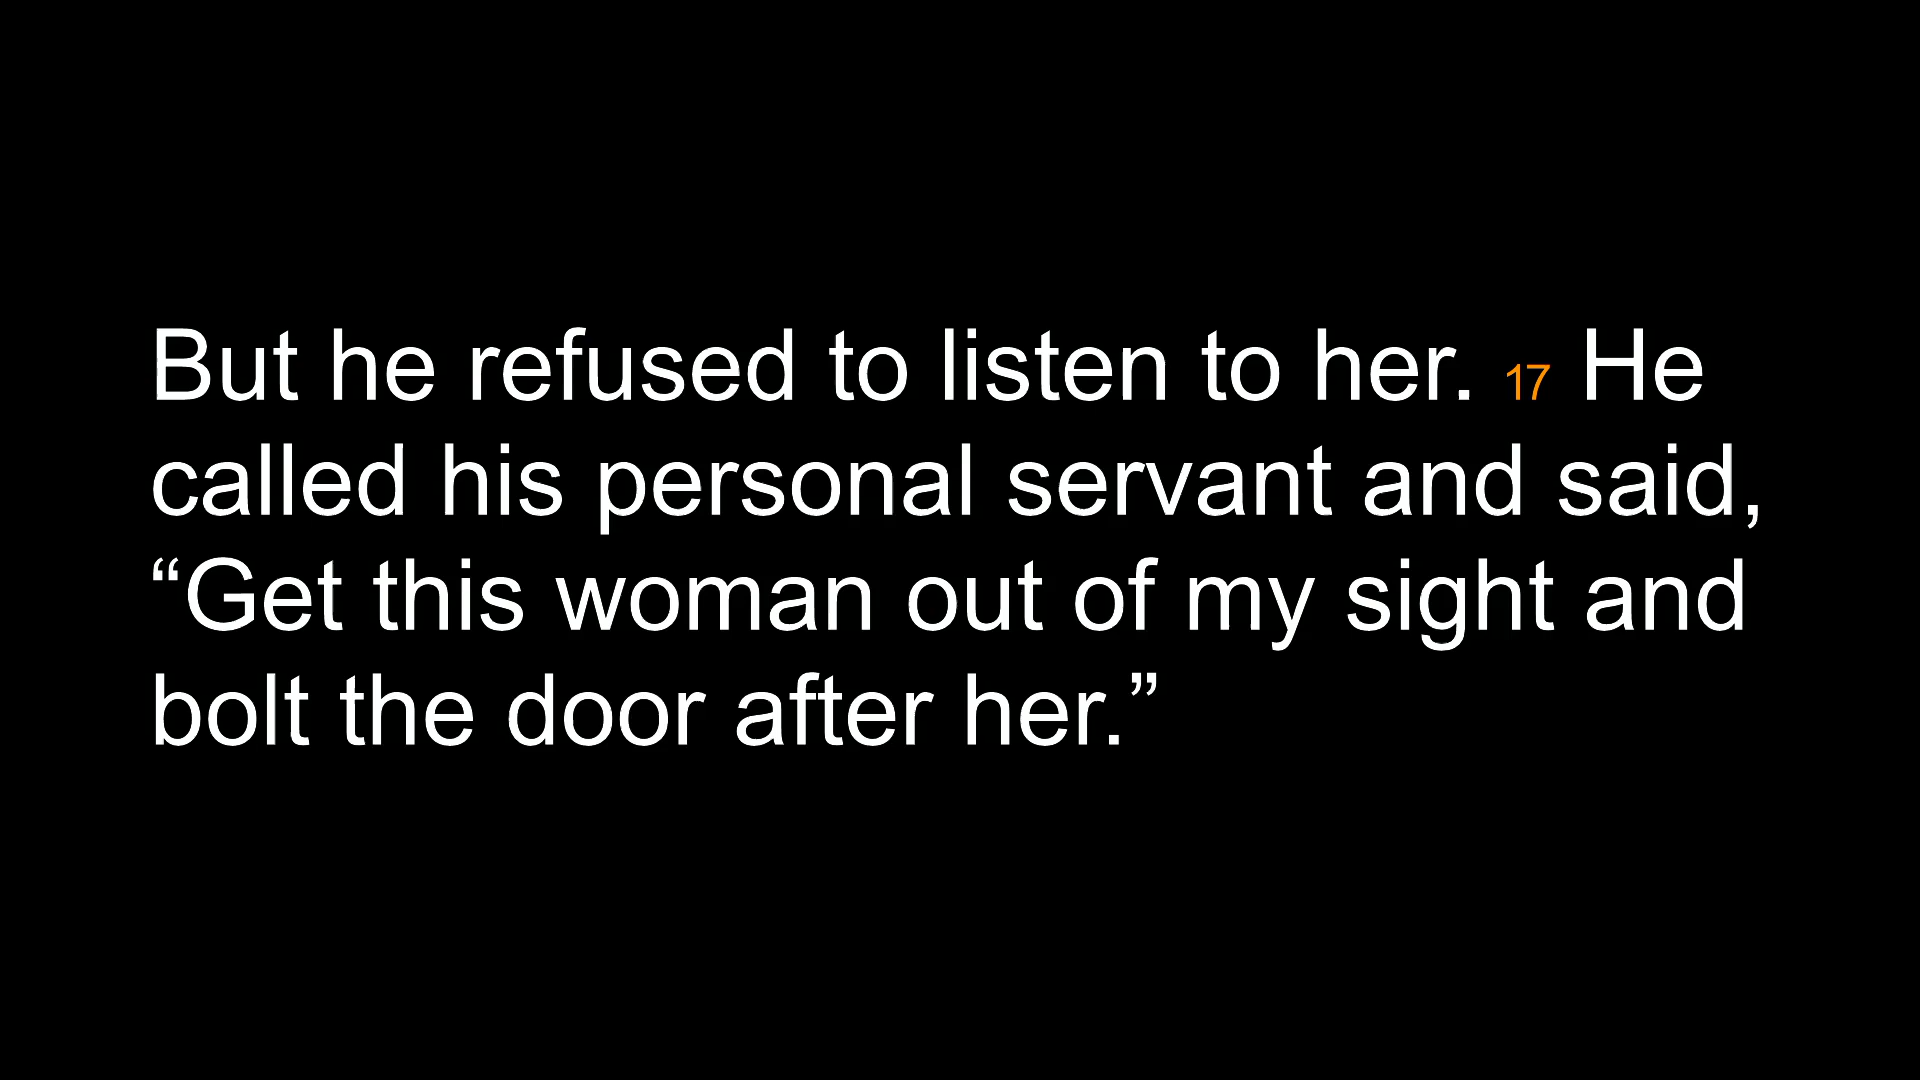 But he refused to listen to her. 17 He
called his personal servant and said,
“Get this woman out of my sight and
bolt the door after her.”